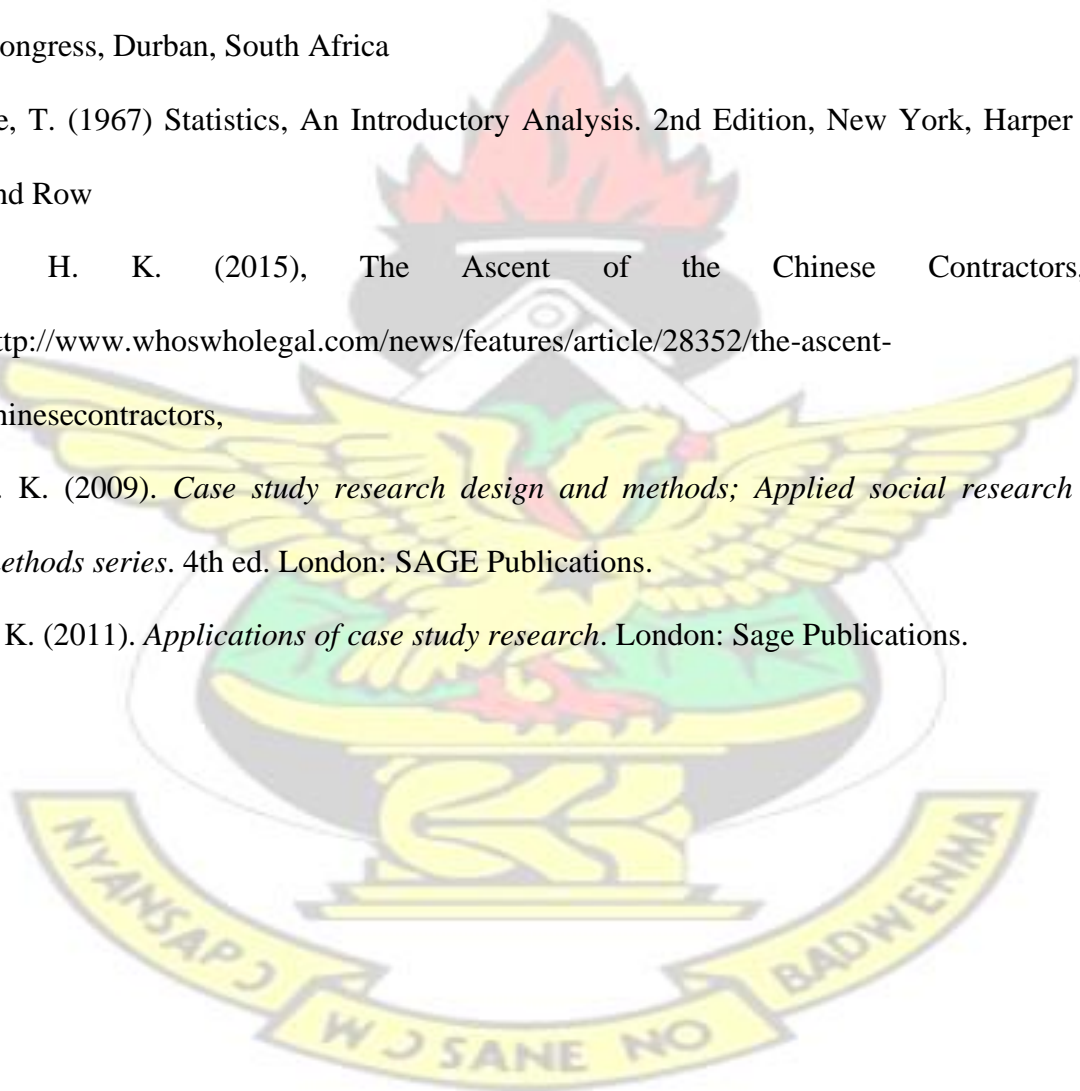 ongress, Durban, South Africa
e, T. (1967) Statistics, An Introductory Analysis. 2nd Edition, New York, Harper
nd Row
H. K. (2015), The Ascent of the Chinese Contractors,
ttp://www.whoswholegal.com/news/features/article/28352/the-ascent-
hinesecontractors,
. K. (2009). Case study research design and methods; Applied social research
ethods series. 4th ed. London: SAGE Publications.
K. (2011). Applications of case study research. London: Sage Publications.
NYANSAPƆ WƆSANE NO BADWENMA